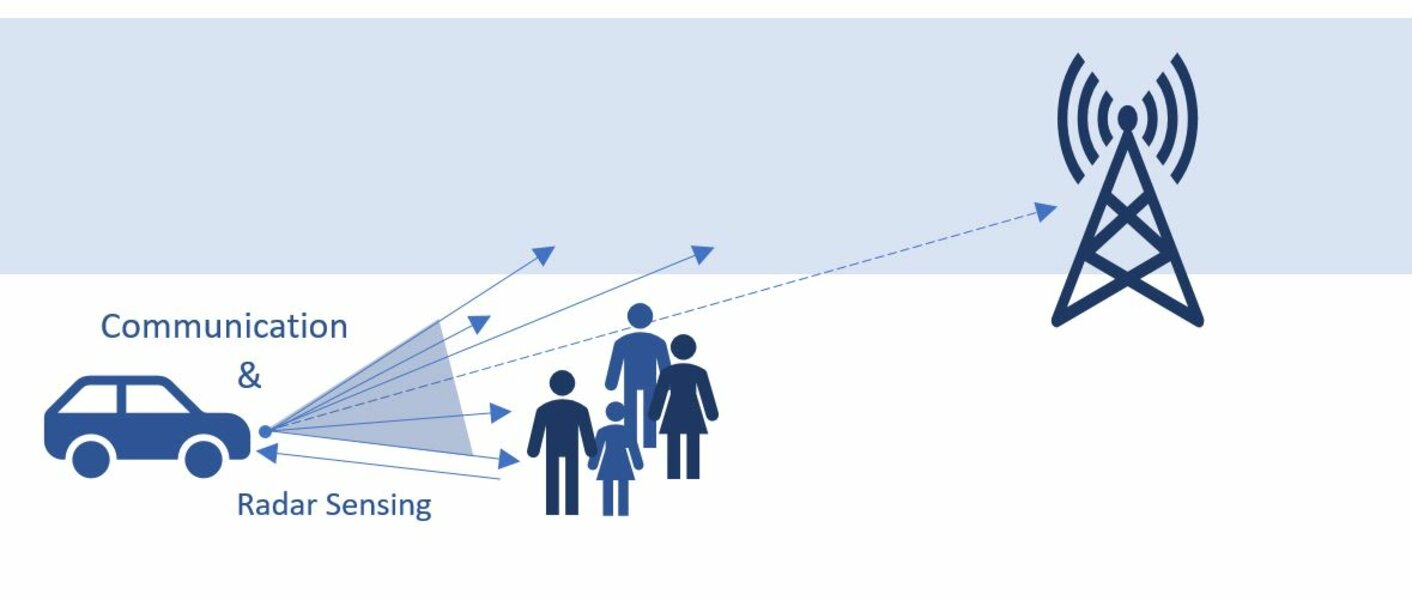 Communication
&
Radar Sensing